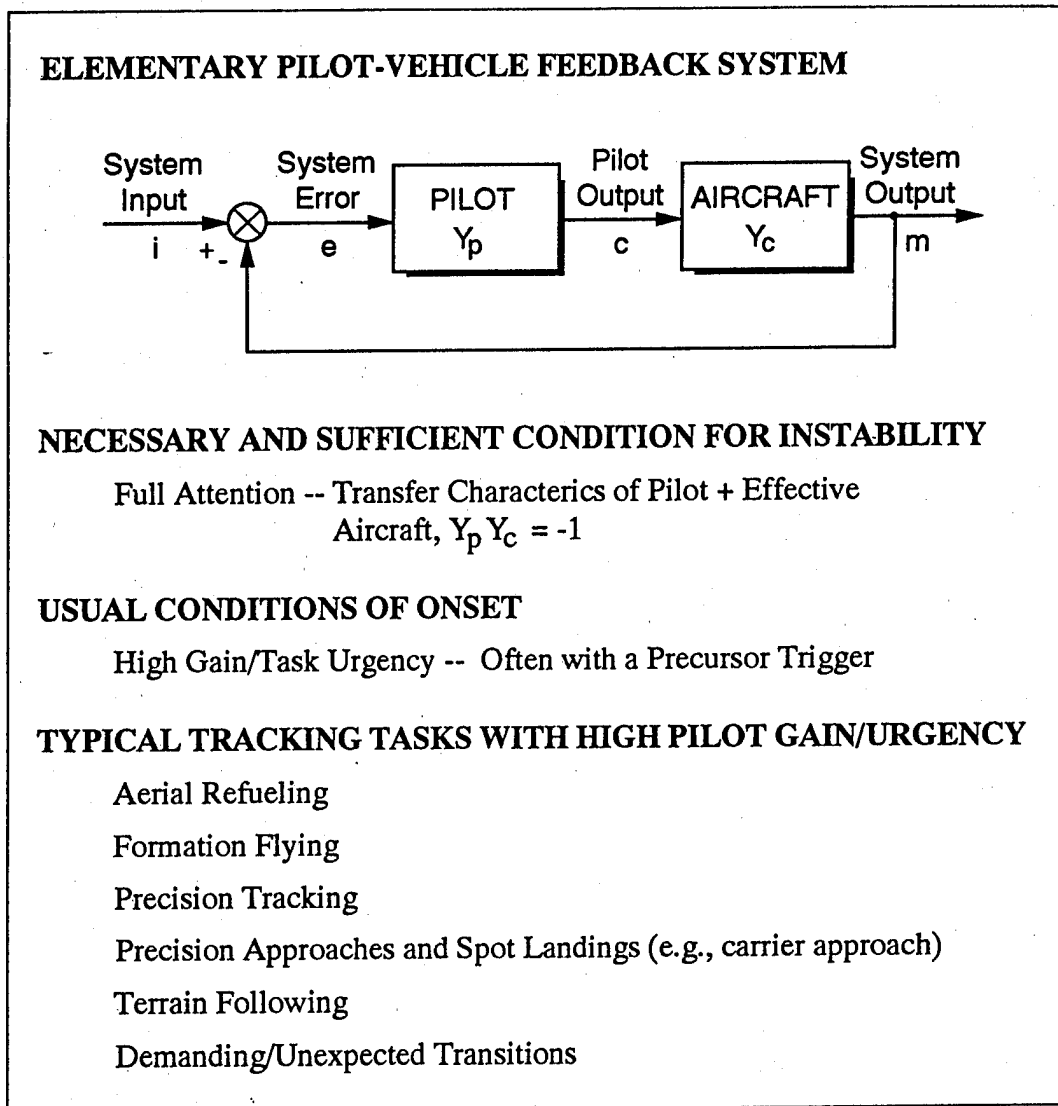 ELEMENTARY PILOT-VEHICLE FEEDBACK SYSTEM
System Input
i
+
-
System Error
e
PILOT
Yp
Pilot Output
c
AIRCRAFT
Yc
System Output
m
NECESSARY AND SUFFICIENT CONDITION FOR INSTABILITY
Full Attention -- Transfer Characterics of Pilot + Effective
Aircraft, Yp Yc = -1
USUAL CONDITIONS OF ONSET
High Gain/Task Urgency -- Often with a Precursor Trigger
TYPICAL TRACKING TASKS WITH HIGH PILOT GAIN/URGENCY
Aerial Refueling
Formation Flying
Precision Tracking
Precision Approaches and Spot Landings (e.g., carrier approach)
Terrain Following
Demanding/Unexpected Transitions